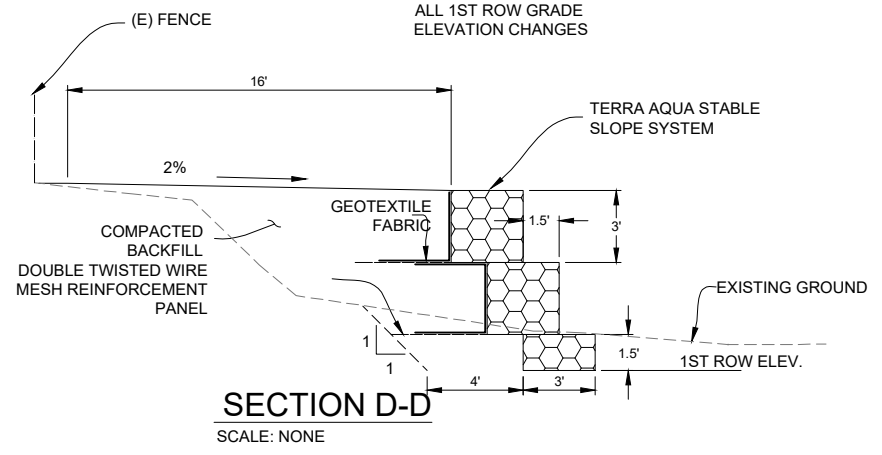 ALL 1ST ROW GRADE
ELEVATION CHANGES
(E) FENCE
16'
TERRA AQUA STABLE
SLOPE SYSTEM
2%
GEOTEXTILE
FABRIC
1.5'
3'
COMPACTED
BACKFILL
DOUBLE TWISTED WIRE
MESH REINFORCEMENT
PANEL
EXISTING GROUND
1
1
1.5'
1ST ROW ELEV.
4'
3'
SECTION D-D
SCALE: NONE